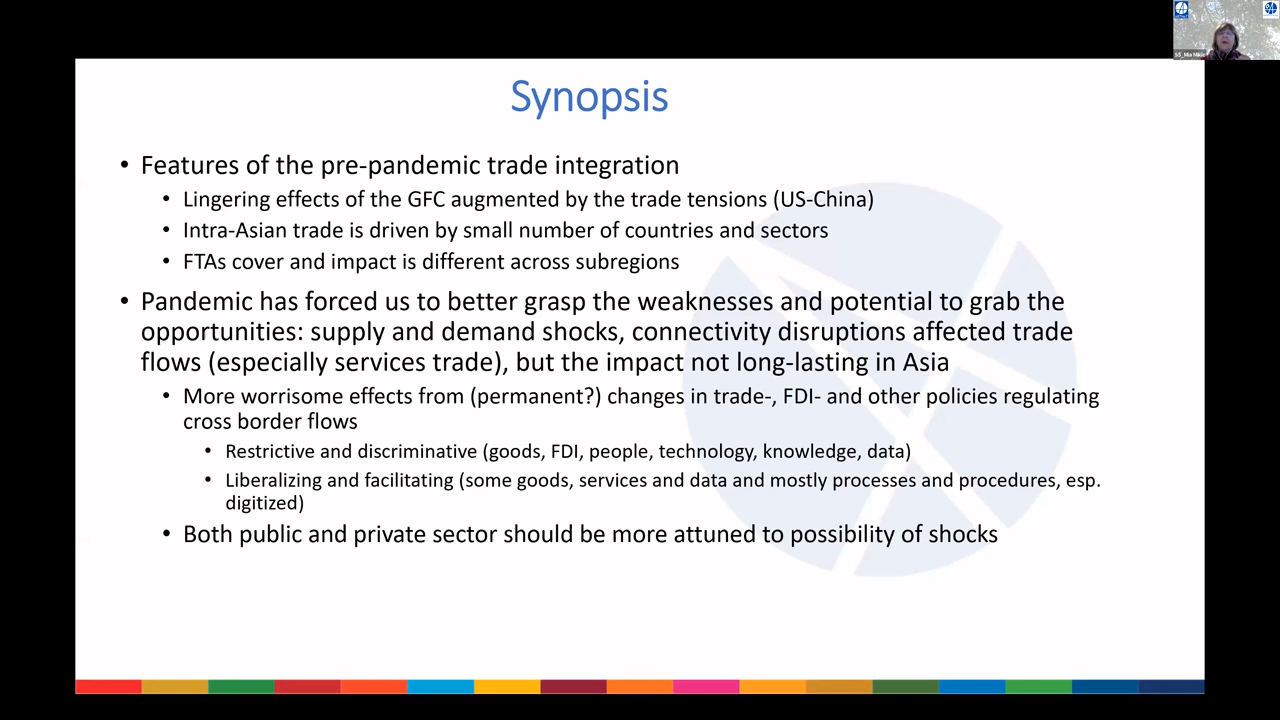 Synopsis
• Features of the pre-pandemic trade integration
• Lingering effects of the GFC augmented by the trade tensions (US-China)
• Intra-Asian trade is driven by small number of countries and sectors
• FTAs cover and impact is different across subregions
• Pandemic has forced us to better grasp the weaknesses and potential to grab the
opportunities: supply and demand shocks, connectivity disruptions affected trade
flows (especially services trade), but the impact not long-lasting in Asia
• More worrisome effects from (permanent?) changes in trade-, FDI- and other policies regulating
cross border flows
• Restrictive and discriminative (goods, FDI, people, technology, knowledge, data)
• Liberalizing and facilitating (some goods, services and data and mostly processes and procedures, esp.
digitized)
• Both public and private sector should be more attuned to possibility of shocks